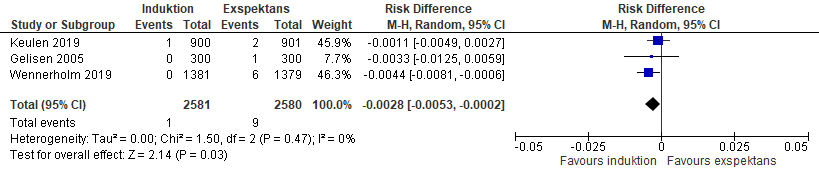 Induktion Exspektans Risk Difference Risk Difference
Study or Subgroup Events Total Events Total Weight M-H, Random, 95% CI M-H, Random, 95% CI
Keulen 2019 1 900 2 901 45.9% -0.0011 [-0.0049, 0.0027]
Gelisen 2005 0 300 1 300 7.7% -0.0033 [-0.0125, 0.0059]
Wennerholm 2019 0 1381 6 1379 46.3% -0.0044 [-0.0081, -0.0006]
Total (95% CI) 2581 2580 100.0% -0.0028 [-0.0053, -0.0002]
Total events 1 9
Heterogeneity: Tau² = 0.00; Chi² = 1.50, df = 2 (P = 0.47); I² = 0%
Test for overall effect: Z = 2.14 (P = 0.03)
-0.05 -0.025 0 0.025 0.05
Favours induktion Favours exspektans